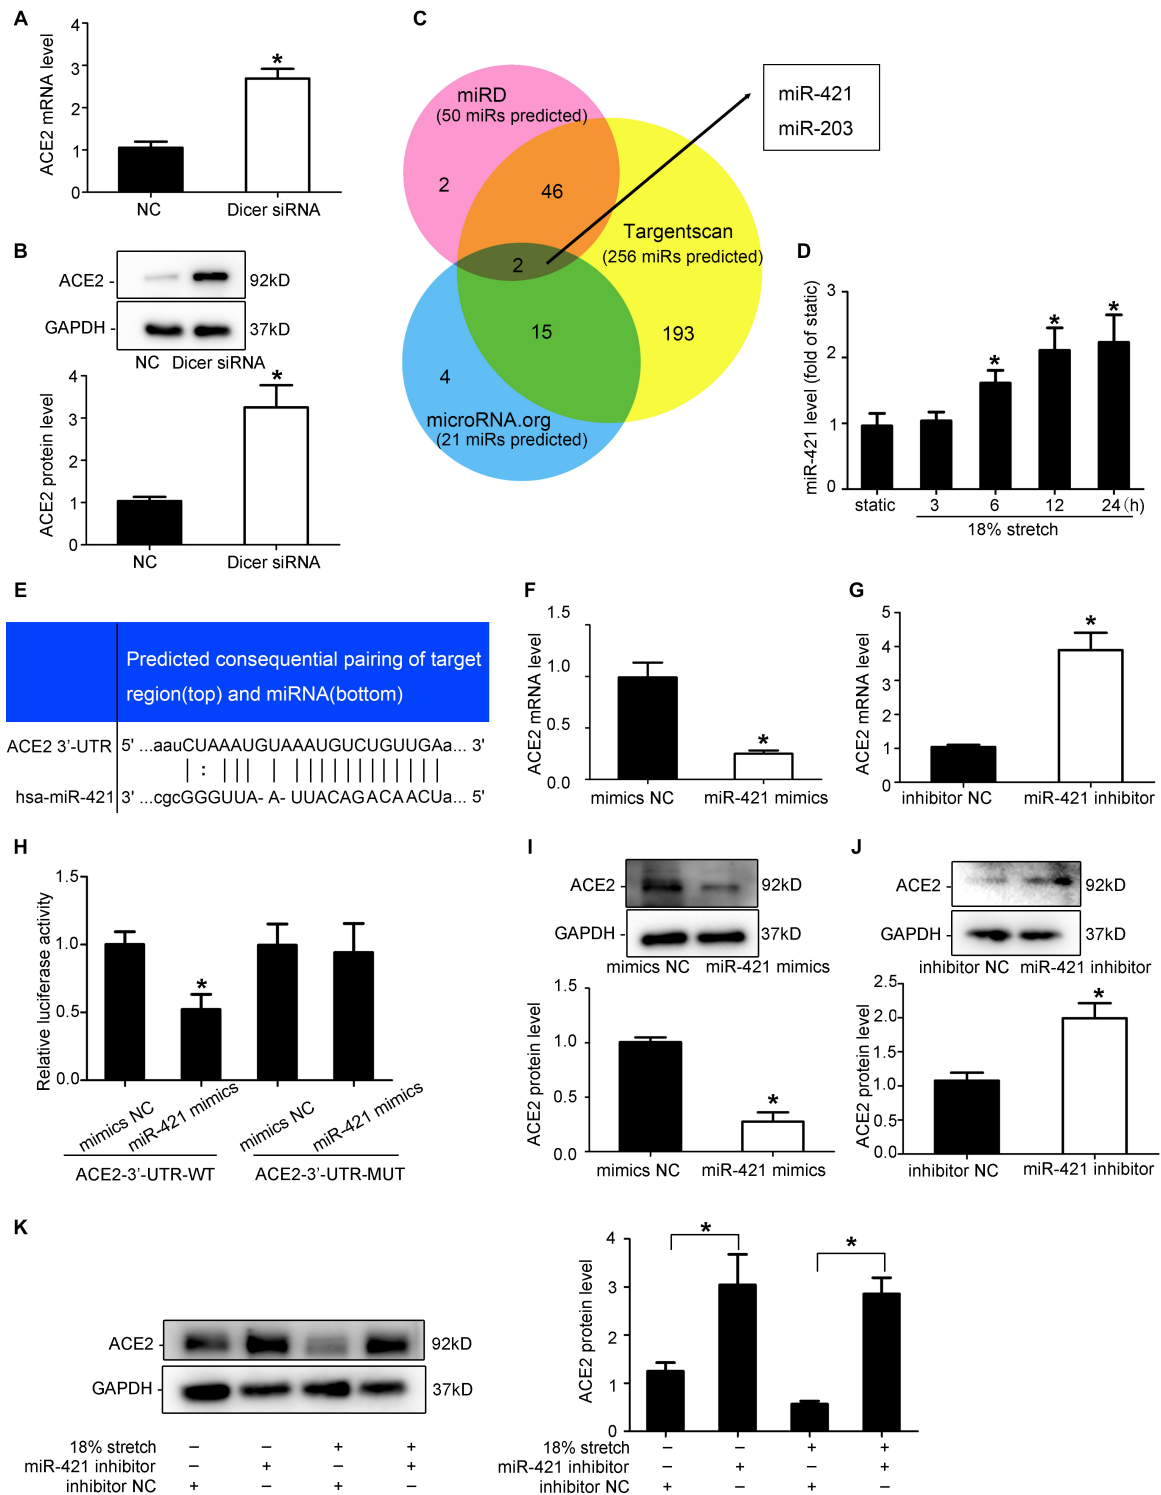 A
ACE2 mRNA level
4
3
2
1
0
*
NC
Dicer siRNA
B
ACE2 -
92kD
GAPDH -
37kD
NC Dicer siRNA
ACE2 protein level
4
3
2
1
0
*
NC
Dicer siRNA
C
miRD
(50 miRs predicted)
2
46
Targentscan
(256 miRs predicted)
2
15
193
4
microRNA.org
(21 miRs predicted)
miR-421
miR-203
D
miR-421 level (fold of static)
3
2
1
0
* * *
static 3 6 12 24(h)
18% stretch
E
Predicted consequential pairing of target
region(top) and miRNA(bottom)
ACE2 3'-UTR 5' ...aauCUAAAUGUAAAUGUCUGUUGAa... 3'
hsa-miR-421 3' ...cgcGGGUUA- A- UUACAGACAACUa... 5'
F
ACE2 mRNA level
1.5
1.0
0.5
0.0
*
mimics NC
miR-421 mimics
G
ACE2 mRNA level
5
4
3
2
1
0
*
inhibitor NC
miR-421 inhibitor
H
Relative luciferase activity
1.5
1.0
0.5
0.0
*
mimics NC
miR-421 mimics
mimics NC
miR-421 mimics
ACE2-3'-UTR-WT
ACE2-3'-UTR-MUT
I
ACE2 -
92kD
GAPDH -
37kD
mimics NC miR-421 mimics
ACE2 protein level
1.5
1.0
0.5
0.0
*
mimics NC
miR-421 mimics
J
ACE2 -
92kD
GAPDH -
37kD
inhibitor NC miR-421 inhibitor
ACE2 protein level
2.5
2.0
1.5
1.0
0.5
0.0
*
inhibitor NC
miR-421 inhibitor
K
ACE2 -
92kD
GAPDH -
37kD
18% stretch – – + +
miR-421 inhibitor – + – +
inhibitor NC + – + –
ACE2 protein level
4
3
2
1
0
* *
18% stretch – – + +
miR-421 inhibitor – + – +
inhibitor NC + – + –